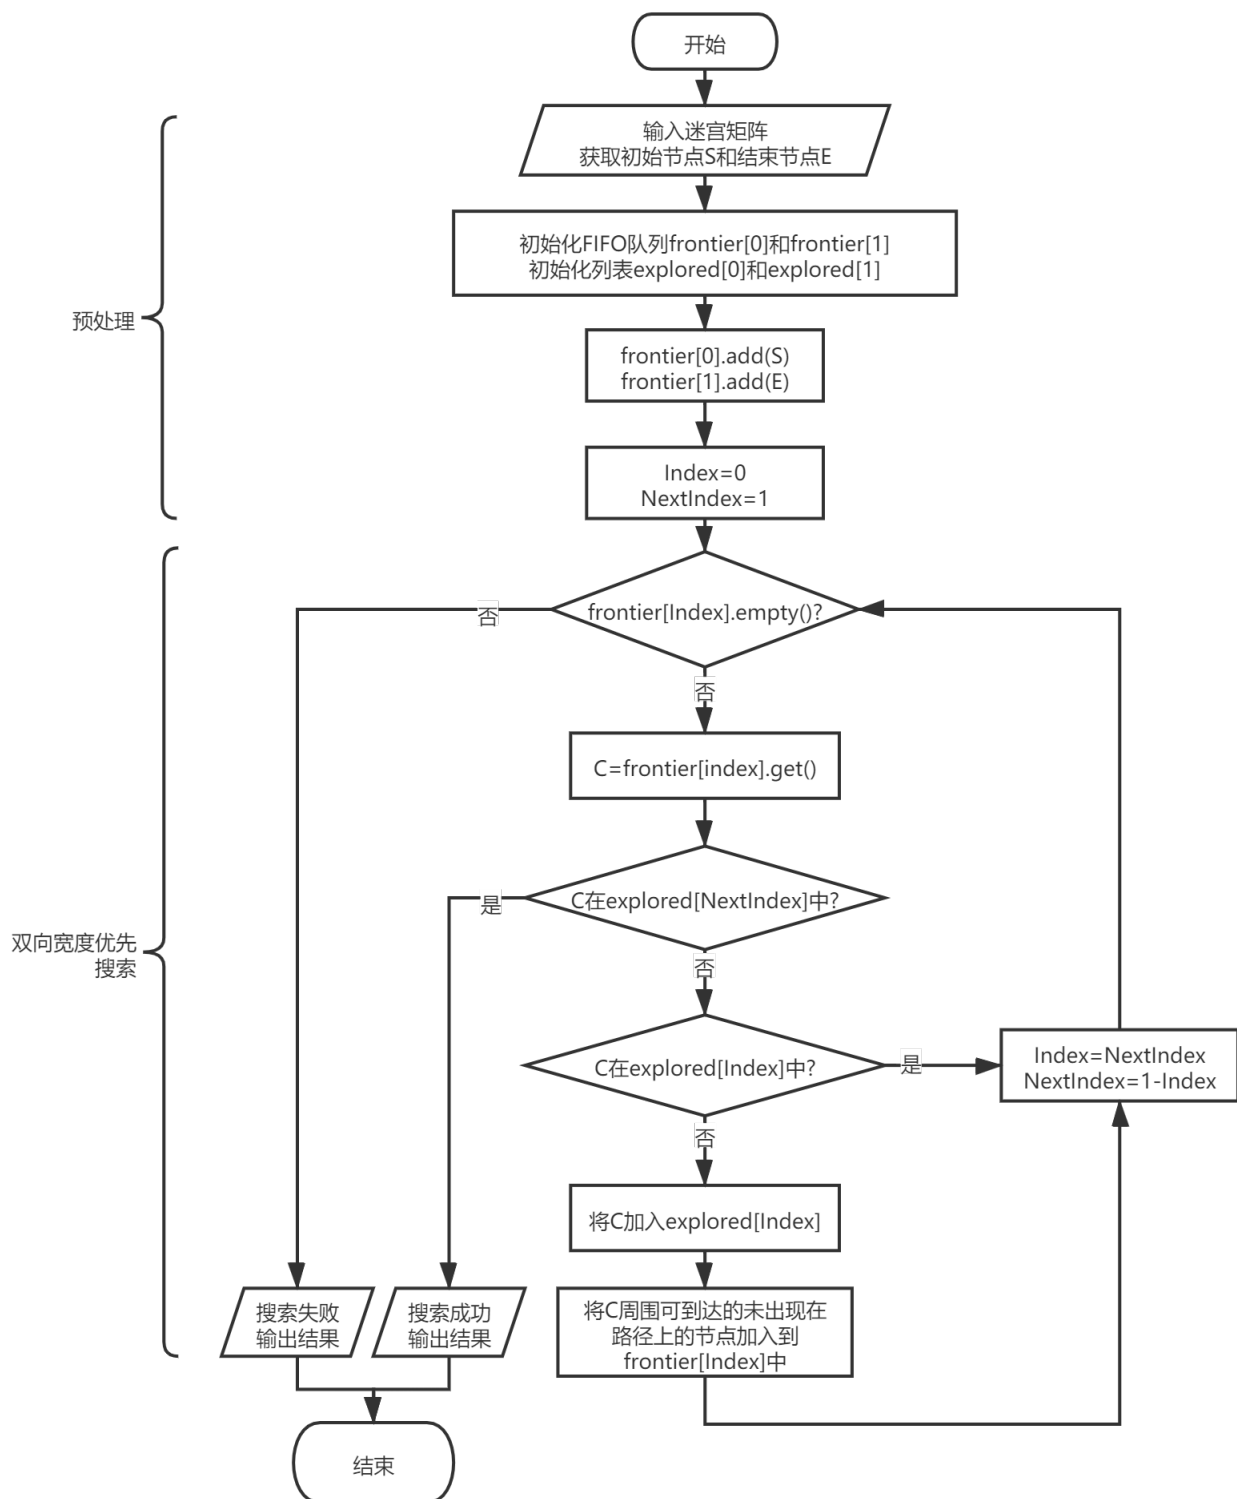 开始
输入迷宫矩阵
获取初始节点S和结束节点E
初始化FIFO队列frontier[0]和frontier[1]
初始化列表explored[0]和explored[1]
预处理
frontier[0].add(S)
frontier[1].add(E)
Index=0
NextIndex=1
frontier[Index].empty()?
否
否
C=frontier[index].get()
C在explored[NextIndex]中?
是
否
双向宽度优先
搜索
C在explored[Index]中?
是
Index=NextIndex
NextIndex=1-Index
否
将C加入explored[Index]
搜索失败
输出结果
搜索成功
输出结果
将C周围可到达的未出现在
路径上的节点加入到
frontier[Index]中
结束